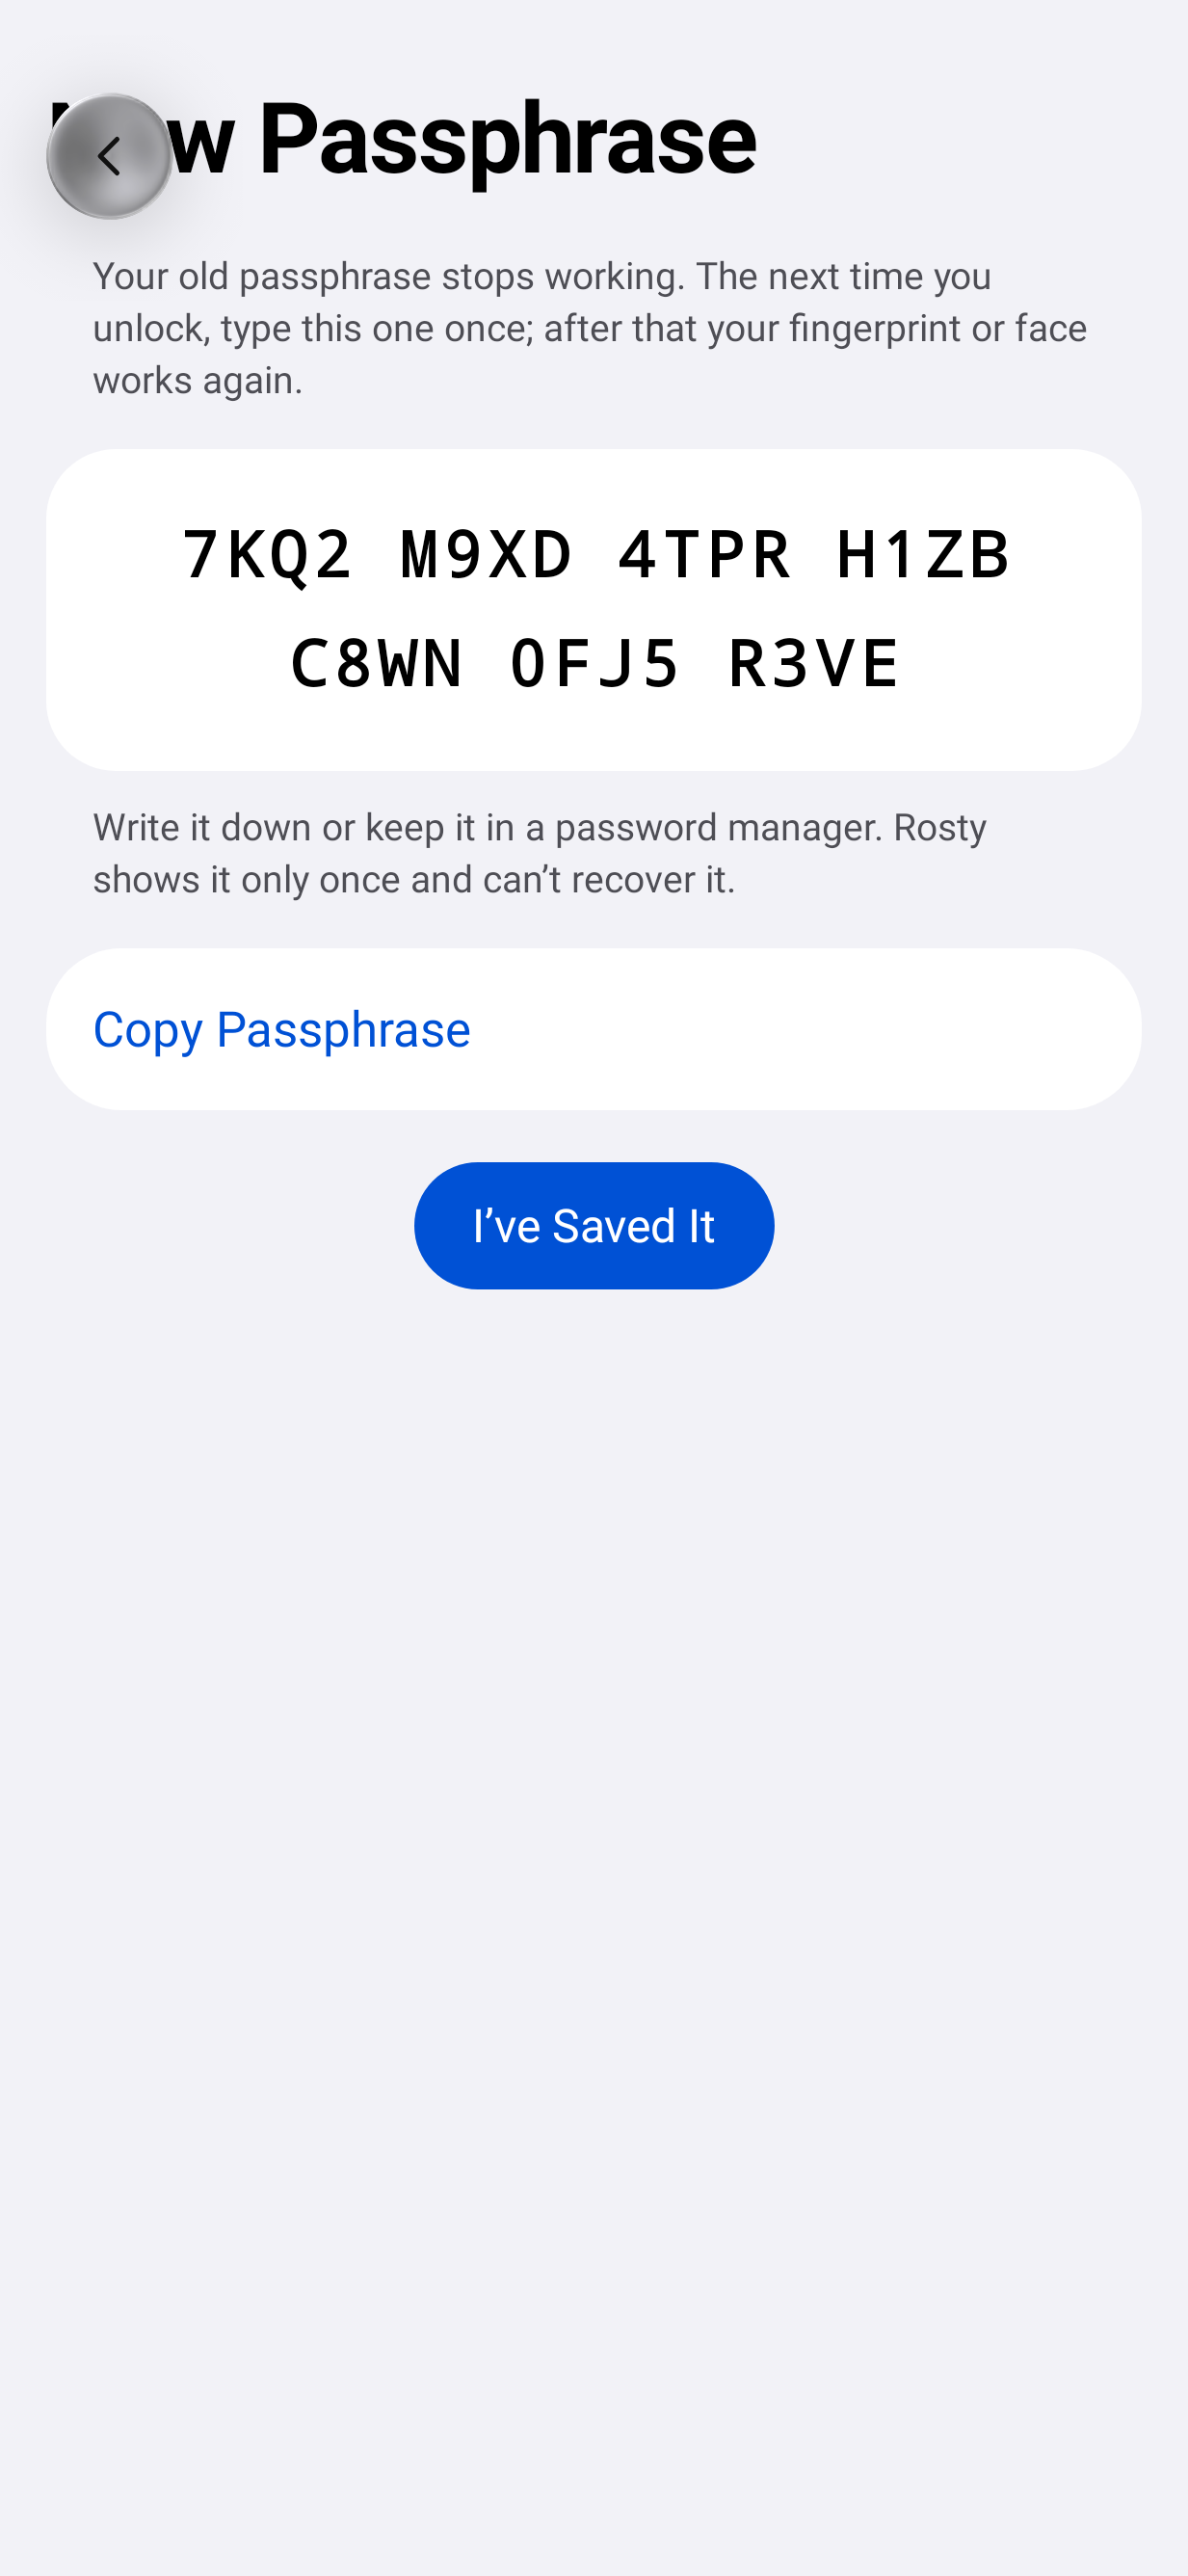 Passphrase
Your old passphrase stops working. The next time you
unlock, type this one once; after that your fingerprint or face
works again.
7KQ2 M9XD 4TPR H1ZB
C8WN 0FJ5 R3VE
Write it down or keep it in a password manager. Rosty
shows it only once and can’t recover it.
Copy Passphrase
I’ve Saved It